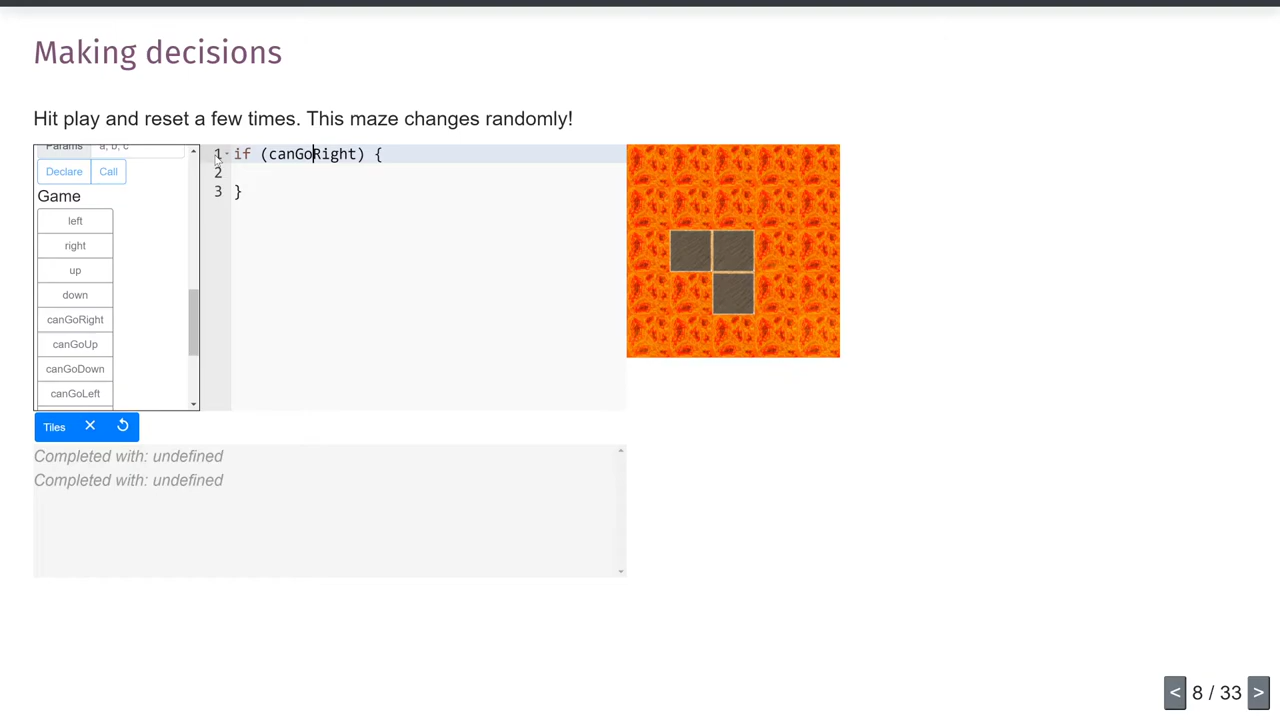 Making decisions
Hit play and reset a few times. This maze changes randomly!
Params a, b, c
Declare Call
Game
left
right
up
down
canGoRight
canGoUp
canGoDown
canGoLeft
1 if (canGoRight) {
2
3 }
Tiles
Completed with: undefined
Completed with: undefined
< 8 / 33 >